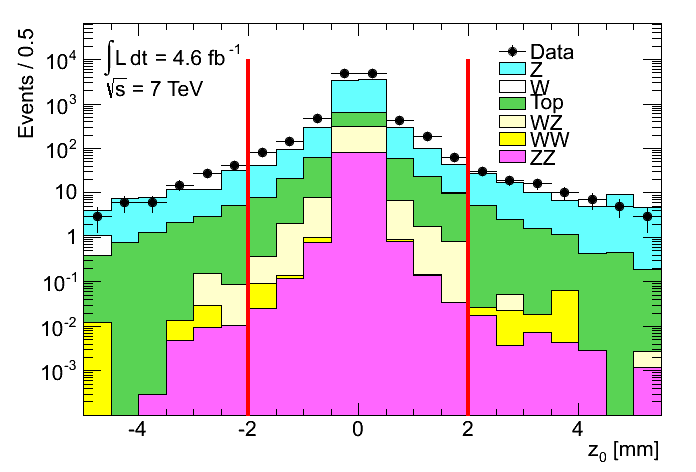 Events / 0.5
∫L dt = 4.6 fb⁻¹
√s = 7 TeV
Data
Z
W
Top
WZ
WW
ZZ
10⁴
10³
10²
10
1
10⁻¹
10⁻²
10⁻³
-4 -2 0 2 4
z₀ [mm]